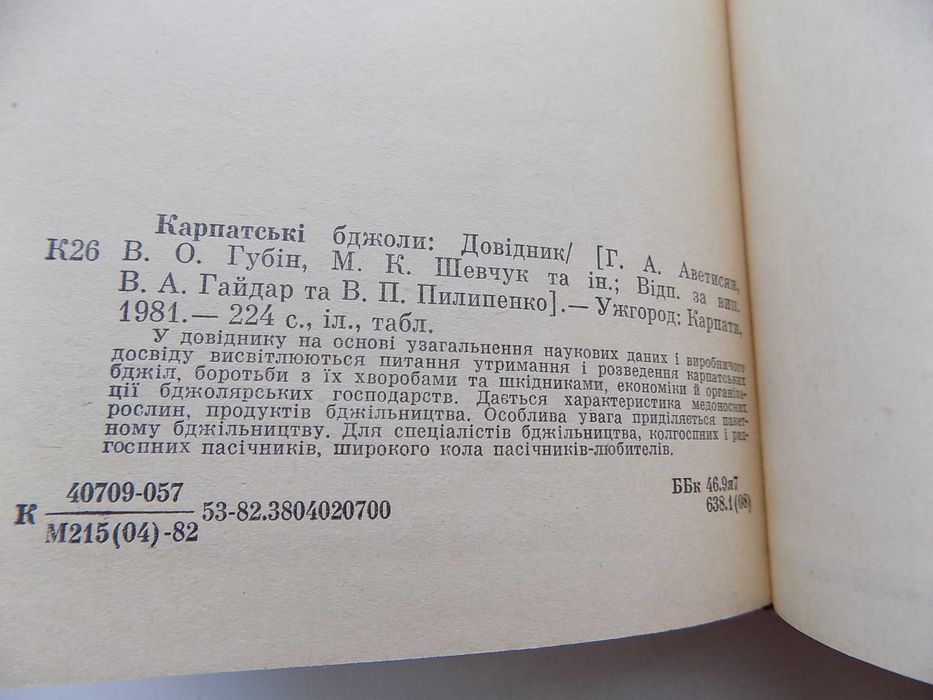 Карпатські бджоли: Довідник/ [Г. А. Аветисян,
К26 В. О. Губін, М. К. Шевчук та ін.; Відп. за вип.
В. А. Гайдар та В. П. Пилипенко].— Ужгород: Карпати,
1981.— 224 с., іл., табл.
У довіднику на основі узагальнення наукових даних і виробничого
досвіду висвітлюються питання утримання і розведення карпатських
бджіл, боротьби з їх хворобами та шкідниками, економіки й організа-
ції бджолярських господарств. Дається характеристика медоносних
рослин, продуктів бджільництва. Особлива увага приділяється пакет-
ному бджільництву. Для спеціалістів бджільництва, колгоспних і рад-
госпних пасічників, широкого кола пасічників-любителів.
К 40709-057 53-82.3804020700
М215(04)-82
ББк 46.9я7
638.1(08)